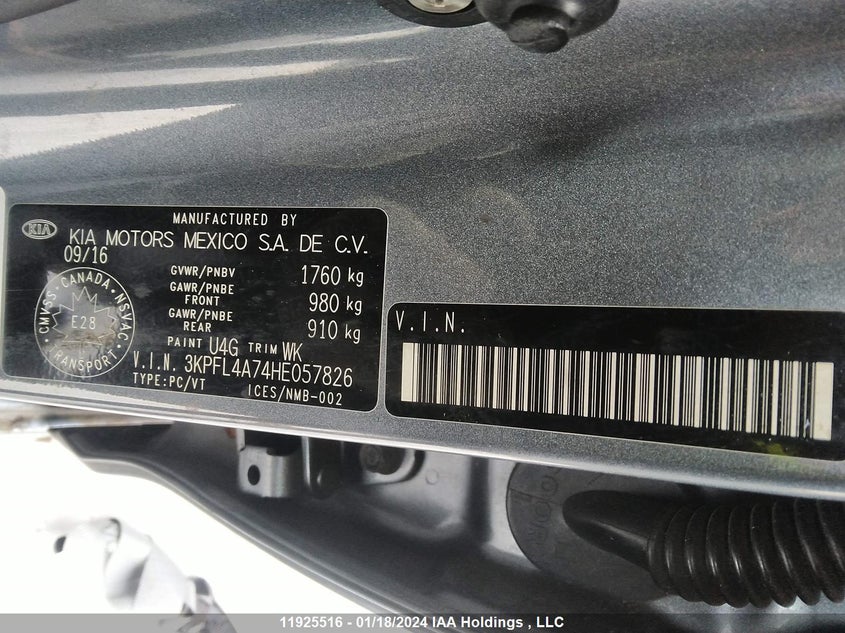 MANUFACTURED BY
KIA KIA MOTORS MEXICO S.A. DE C.V.
09/16
GVWR/PNBV 1760 kg
GAWR/PNBE FRONT 980 kg
GAWR/PNBE REAR 910 kg
CMVSS · CANADA · NSVAC
E28
TRANSPORT
PAINT U4G TRIM WK
V.I.N. 3KPFL4A74HE057826
TYPE:PC/VT ICES/NMB-002
V.I.N.
11925516 - 01/18/2024 IAA Holdings , LLC